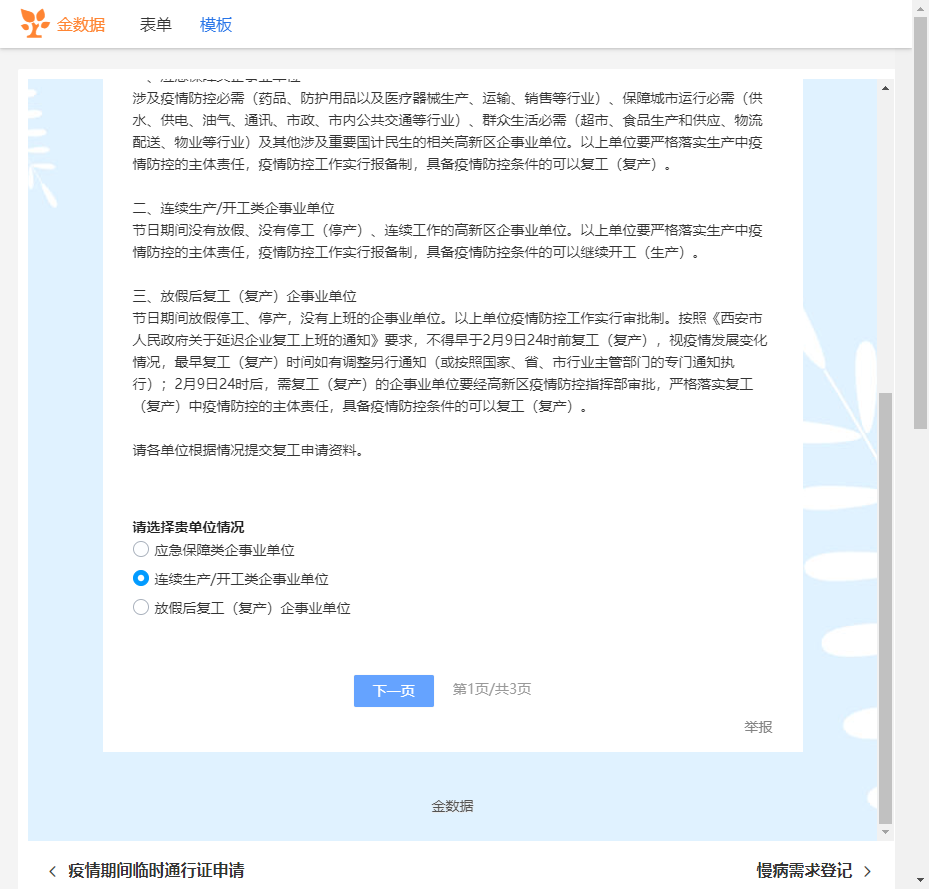 金数据
表单
模板
涉及疫情防控必需（药品、防护用品以及医疗器械生产、运输、销售等行业）、保障城市运行必需（供
水、供电、油气、通讯、市政、市内公共交通等行业）、群众生活必需（超市、食品生产和供应、物流
配送、物业等行业）及其他涉及重要国计民生的相关高新区企事业单位。以上单位要严格落实生产中疫
情防控的主体责任，疫情防控工作实行报备制，具备疫情防控条件的可以复工（复产）。
二、连续生产/开工类企事业单位
节日期间没有放假、没有停工（停产）、连续工作的高新区企事业单位。以上单位要严格落实生产中疫
情防控的主体责任，疫情防控工作实行报备制，具备疫情防控条件的可以继续开工（生产）。
三、放假后复工（复产）企事业单位
节日期间放假停工、停产，没有上班的企事业单位。以上单位疫情防控工作实行审批制。按照《西安市
人民政府关于延迟企业复工上班的通知》要求，不得早于2月9日24时前复工（复产），视疫情发展变化
情况，最早复工（复产）时间如有调整另行通知（或按照国家、省、市行业主管部门的专门通知执
行）；2月9日24时后，需复工（复产）的企事业单位要经高新区疫情防控指挥部审批，严格落实复工
（复产）中疫情防控的主体责任，具备疫情防控条件的可以复工（复产）。
请各单位根据情况提交复工申请资料。
请选择贵单位情况
应急保障类企事业单位
连续生产/开工类企事业单位
放假后复工（复产）企事业单位
下一页
第1页/共3页
举报
金数据
疫情期间临时通行证申请
慢病需求登记